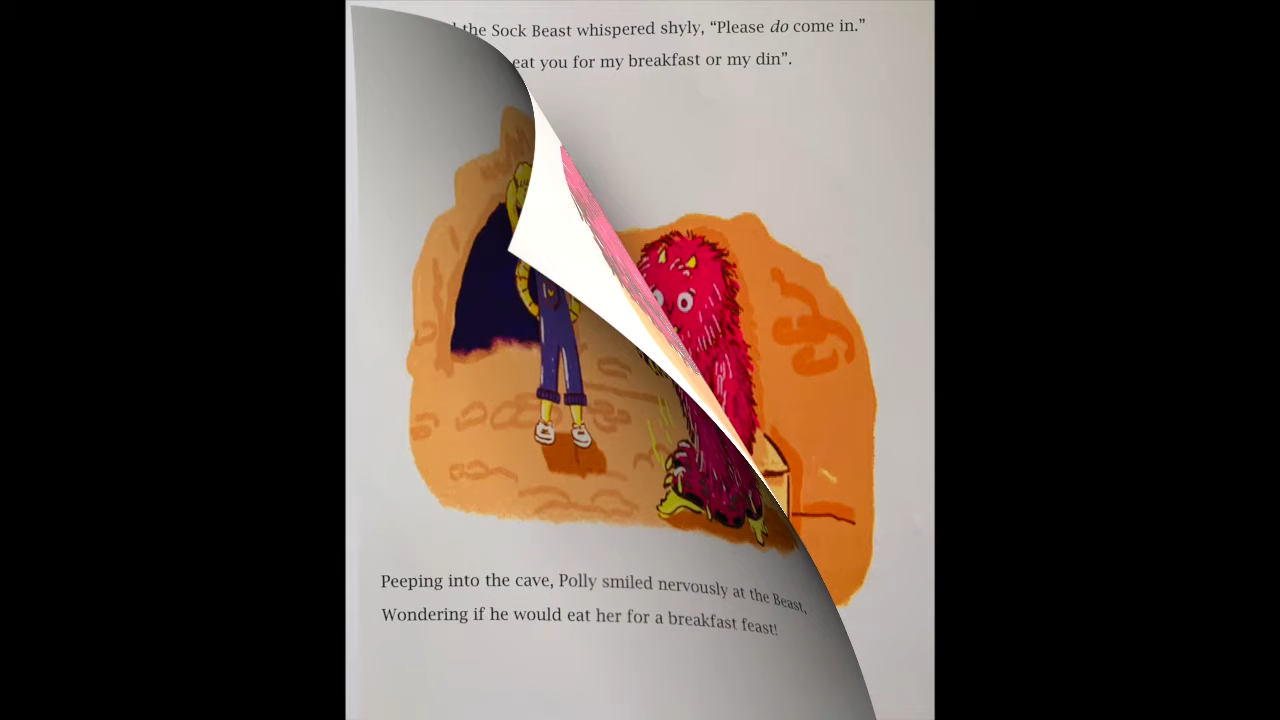 the Sock Beast whispered shyly, “Please do come in.”
eat you for my breakfast or my din”.
Peeping into the cave, Polly smiled nervously at the Beast,
Wondering if he would eat her for a breakfast feast!